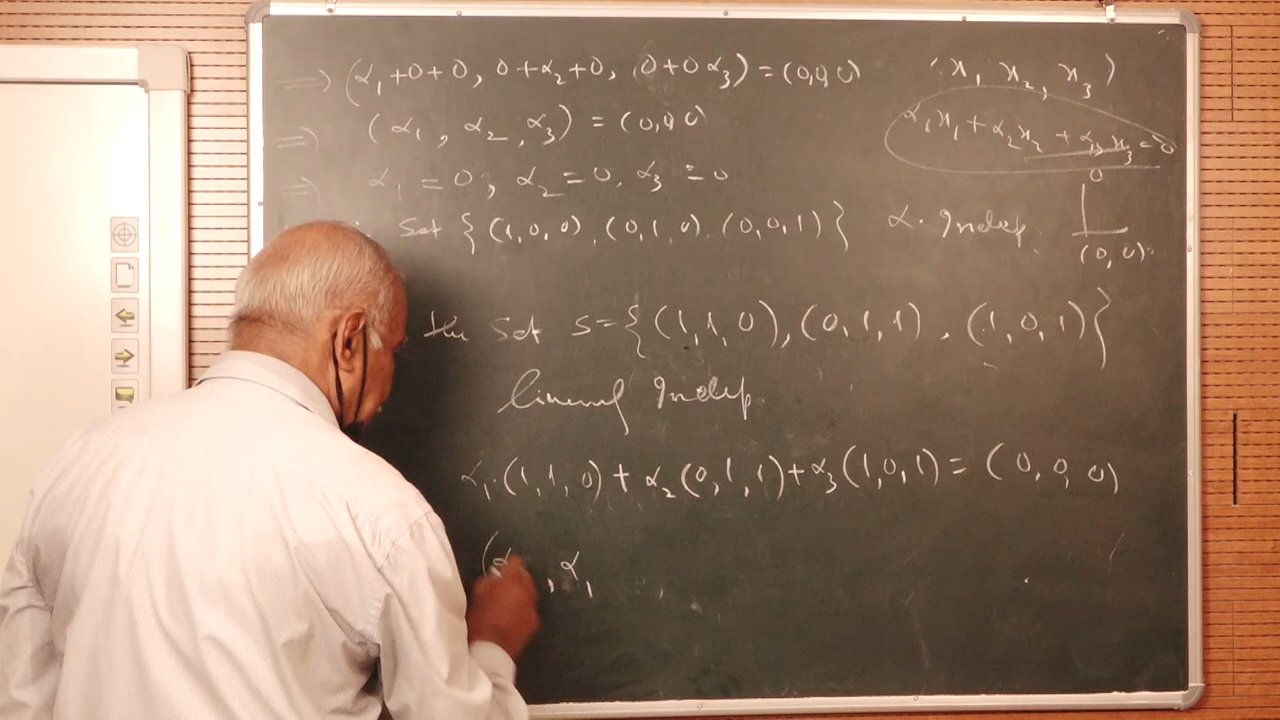 ⇒ (α₁+0+0, 0+α₂+0, 0+0 α₃) = (0,0,0)
⇒ (α₁, α₂, α₃) = (0,0,0)
⇒ α₁ = 0, α₂ = 0, α₃ = 0
Set {(1,0,0), (0,1,0), (0,0,1)} L. Indep.
(x₁, x₂, x₃)
α₁x₁ + α₂x₂ + α₃x₃ = 0
0
(0,0)
the set S = {(1,1,0), (0,1,1), (1,0,1)}
Indep.
α₁(1,1,0) + α₂(0,1,1) + α₃(1,0,1) = (0,0,0)
, α₁